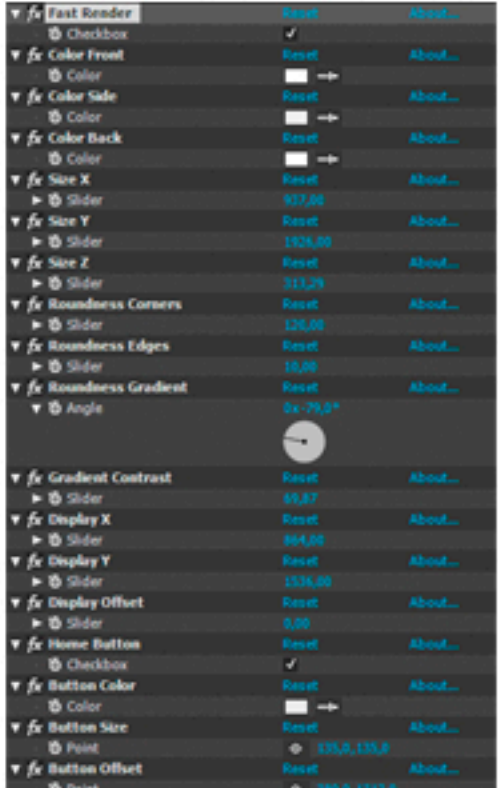 fx Fast Render Reset About...
Checkbox
fx Color Front Reset About...
Color
fx Color Side Reset About...
Color
fx Color Back Reset About...
Color
fx Size X Reset About...
Slider 937,00
fx Size Y Reset About...
Slider 1926,00
fx Size Z Reset About...
Slider 313,29
fx Roundness Corners Reset About...
Slider 120,00
fx Roundness Edges Reset About...
Slider 10,00
fx Roundness Gradient Reset About...
Angle 0x-79,0°
fx Gradient Contrast Reset About...
Slider 69,87
fx Display X Reset About...
Slider 864,00
fx Display Y Reset About...
Slider 1536,00
fx Display Offset Reset About...
Slider 0,00
fx Home Button Reset About...
Checkbox
fx Button Color Reset About...
Color
fx Button Size Reset About...
Point 135,0,135,0
fx Button Offset Reset About...